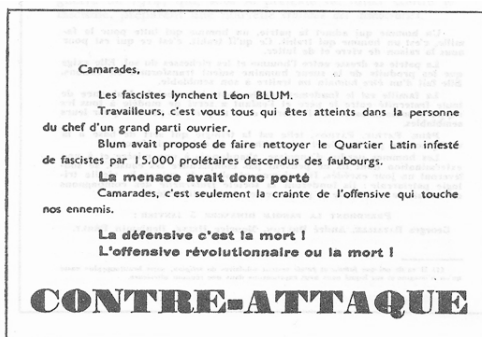 Camarades,
Les fascistes lynchent Léon BLUM.
Travailleurs, c'est vous tous qui êtes atteints dans la personne
du chef d'un grand parti ouvrier.
Blum avait proposé de faire nettoyer le Quartier Latin infesté
de fascistes par 15.000 prolétaires descendus des faubourgs.
La menace avait donc porté
Camarades, c'est seulement la crainte de l'offensive qui touche
nos ennemis.
La défensive c'est la mort !
L'offensive révolutionnaire ou la mort !
CONTRE-ATTAQUE